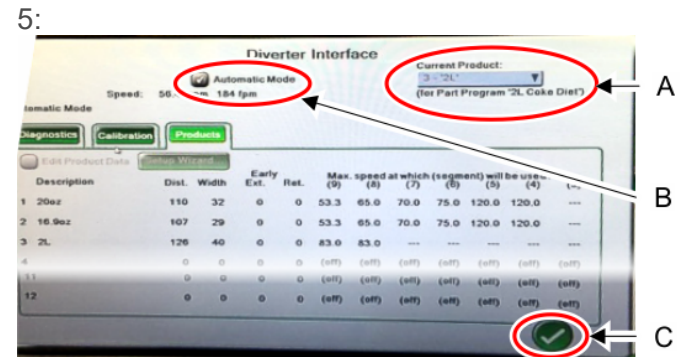 5:
Diverter Interface
Automatic Mode
Current Product:
3 - "2L"
(for Part Program "2L Coke Diet")
A
Speed: 184 fpm
Automatic Mode
Diagnostics Calibration Products
Edit Product Data Setup Wizard
B
Description Dist. Width Early Ext. Ret. Max. speed at which (segment) will be used.
(9) (8) (7) (6) (5) (4)
1 20oz 110 32 0 0 53.3 65.0 70.0 75.0 120.0 120.0 ---
2 16.9oz 107 29 0 0 53.3 65.0 70.0 75.0 120.0 120.0 ---
3 2L 126 40 0 0 83.0 83.0 --- --- --- --- ---
4 0 0 0 0 (off) (off) (off) (off) (off) (off) (off)
11 0 0 0 0 (off) (off) (off) (off) (off) (off) (off)
12 0 0 0 0 (off) (off) (off) (off) (off) (off) (off)
C